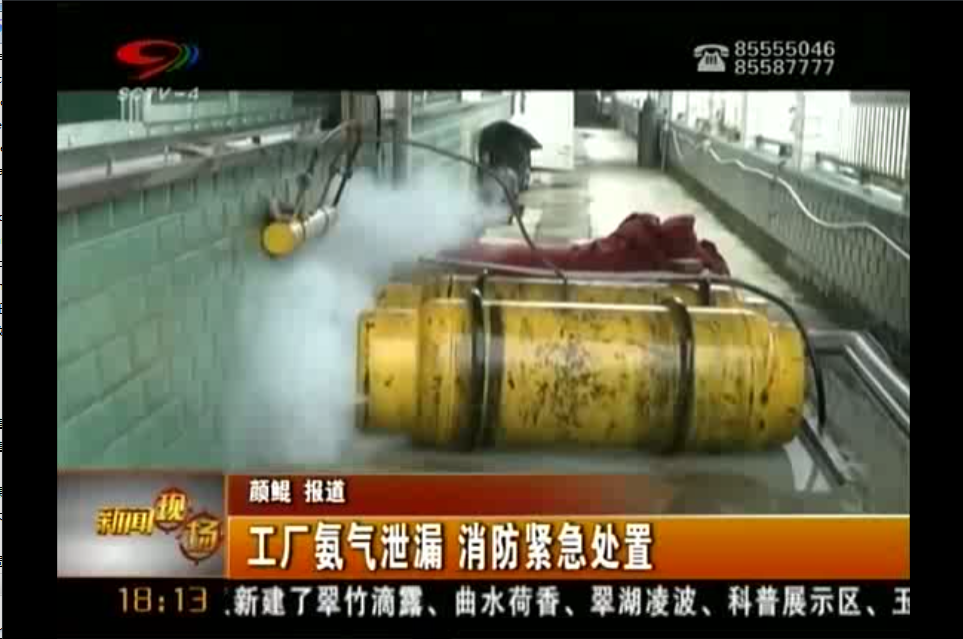 85555046
85587777
SCTV-4
颜鲲 报道
新闻现场
工厂氨气泄漏 消防紧急处置
18:13
新建了翠竹滴露、曲水荷香、翠湖凌波、科普展示区、